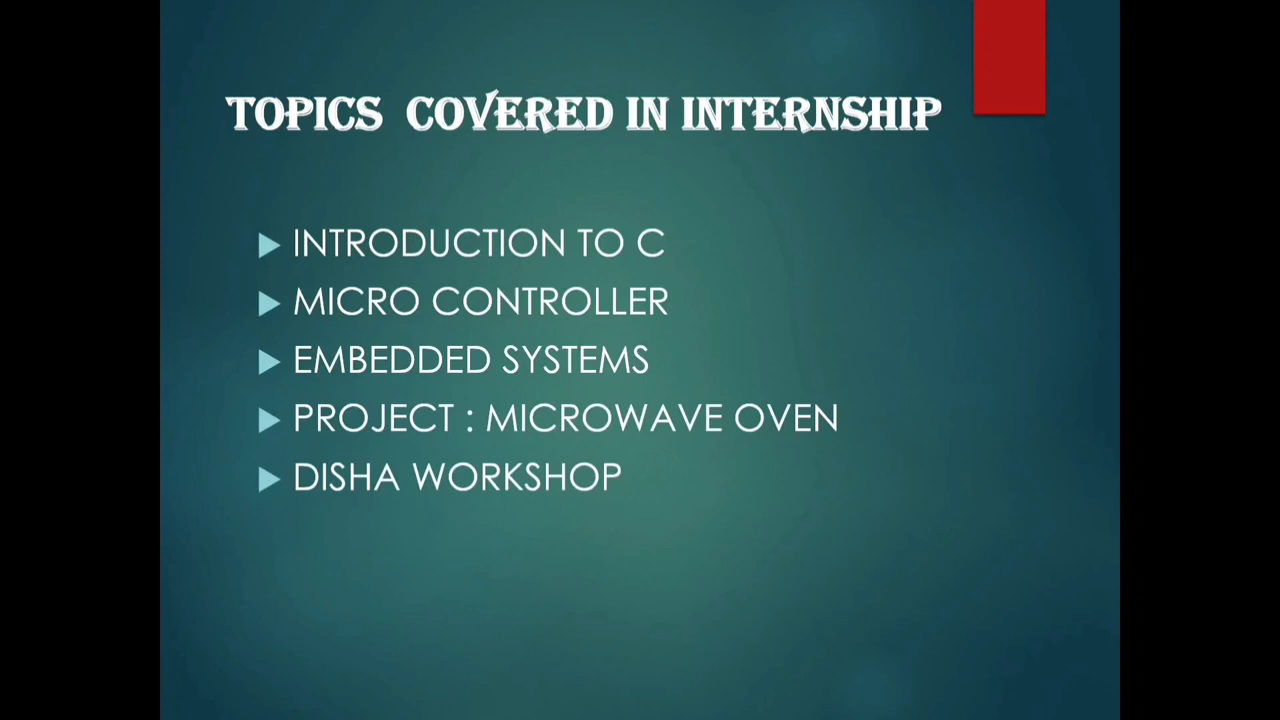 TOPICS COVERED IN INTERNSHIP
INTRODUCTION TO C
MICRO CONTROLLER
EMBEDDED SYSTEMS
PROJECT : MICROWAVE OVEN
DISHA WORKSHOP